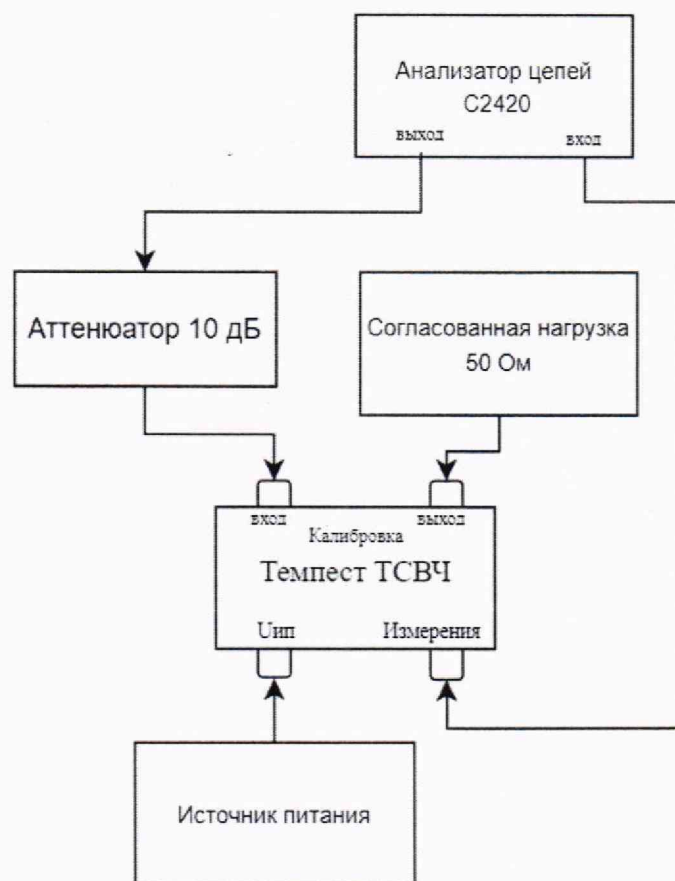 Анализатор цепей
С2420
выход
вход
Аттенюатор 10 дБ
Согласованная нагрузка
50 Ом
вход
выход
Калибровка
Темпест ТСВЧ
Uип
Измерения
Источник питания